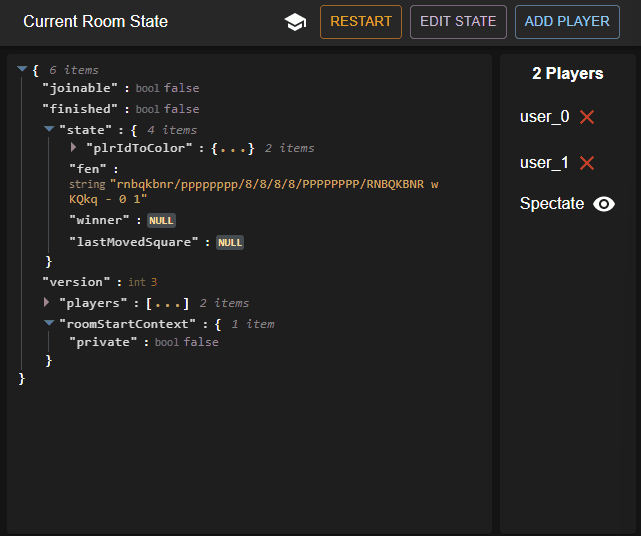 Current Room State
RESTART
EDIT STATE
ADD PLAYER
{ 6 items
"joinable" : bool false
"finished" : bool false
"state" : { 4 items
"plrIdToColor" : {...} 2 items
"fen" :
string "rnbqkbnr/pppppppp/8/8/8/8/PPPPPPPP/RNBQKBNR w
KQkq - 0 1"
"winner" : NULL
"lastMovedSquare" : NULL
}
"version" : int 3
"players" : [...] 2 items
"roomStartContext" : { 1 item
"private" : bool false
}
}
2 Players
user_0
user_1
Spectate